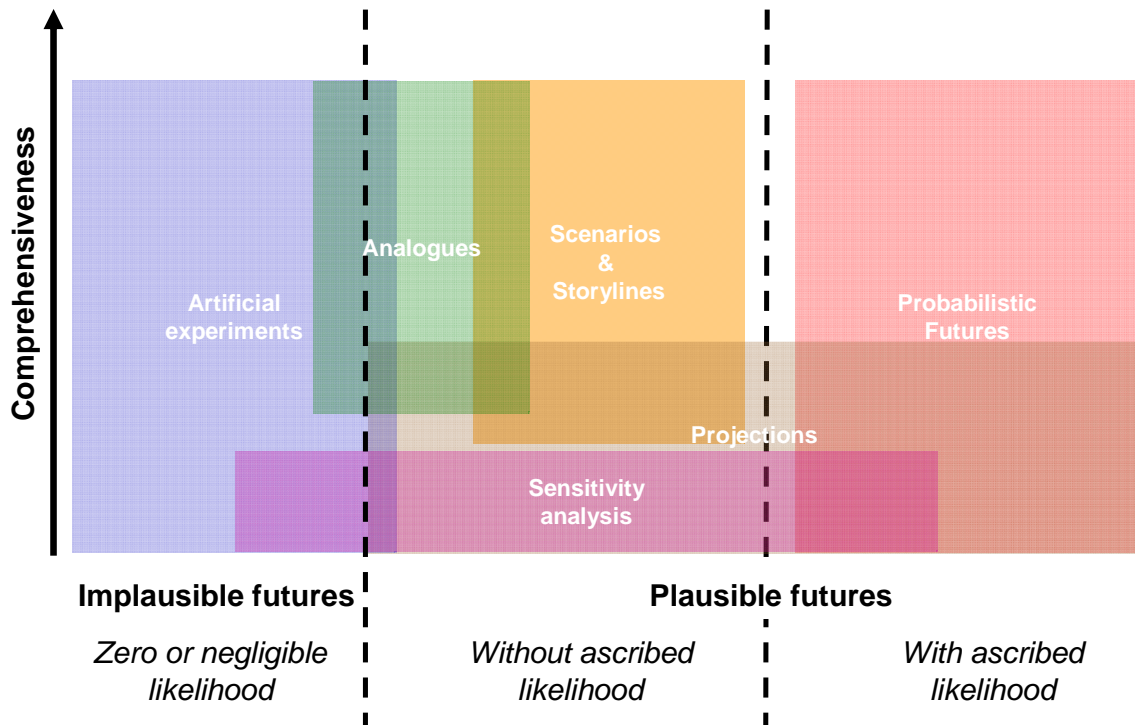 Comprehensiveness
Analogues
Scenarios
&
Storylines
Artificial
experiments
Probabilistic
Futures
Projections
Sensitivity
analysis
Implausible futures
Plausible futures
Zero or negligible
likelihood
Without ascribed
likelihood
With ascribed
likelihood